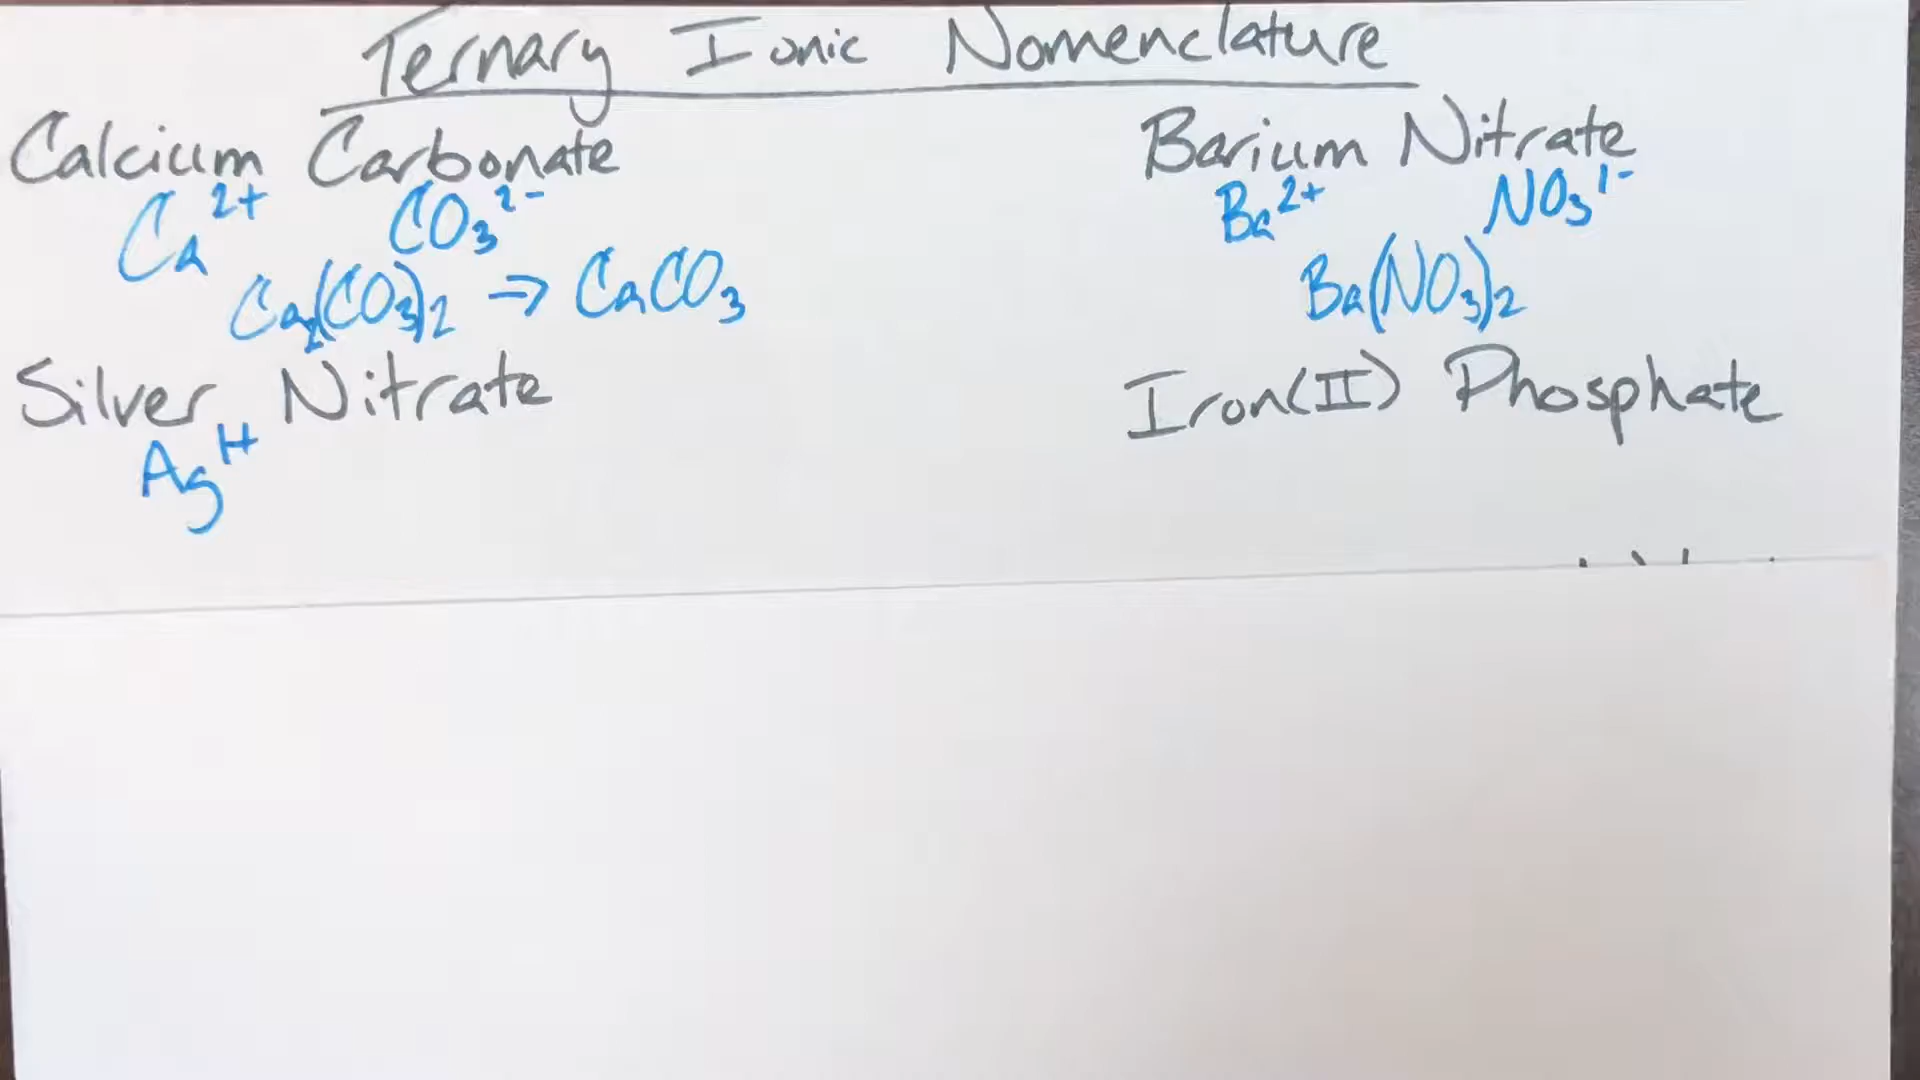 Ternary Ionic Nomenclature
Calcium Carbonate
Ca²⁺ CO₃²⁻
Ca₂(CO₃)₂ → CaCO₃
Silver Nitrate
Ag¹⁺
Barium Nitrate
Ba²⁺ NO₃¹⁻
Ba(NO₃)₂
Iron(II) Phosphate